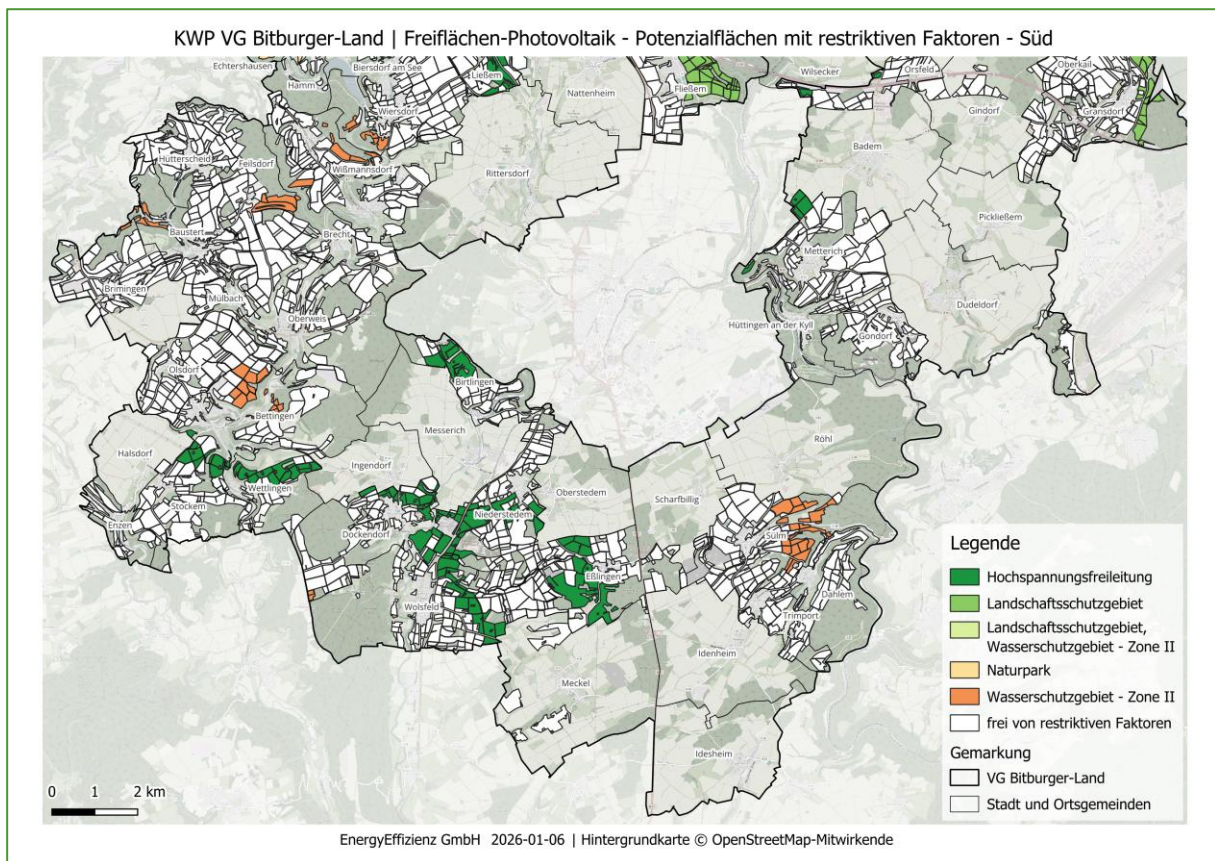 KWP VG Bitburger-Land | Freiflächen-Photovoltaik - Potenzialflächen mit restriktiven Faktoren - Süd
Echtershausen
Biersdorf am See
Hamm
Ließem
Nattenheim
Fließem
Wilsecker
Orsfeld
Oberkail
Wiersdorf
Gindorf
Gransdorf
Hütterscheid
Feilsdorf
Wißmannsdorf
Rittersdorf
Badem
Pickließem
Baustert
Brecht
Metterich
Brimingen
Mülbach
Oberweis
Dudeldorf
Hüttingen an der Kyll
Gondorf
Olsdorf
Birtlingen
Bettingen
Messerich
Halsdorf
Ingendorf
Röhl
Wettlingen
Stockem
Oberstedem
Scharfbillig
Enzen
Niederstedem
Dockendorf
Sülm
Eßlingen
Wolsfeld
Dahlem
Trimport
Idenheim
Meckel
Idesheim
Legende
Hochspannungsfreileitung
Landschaftsschutzgebiet
Landschaftsschutzgebiet,
Wasserschutzgebiet - Zone II
Naturpark
Wasserschutzgebiet - Zone II
frei von restriktiven Faktoren
Gemarkung
VG Bitburger-Land
Stadt und Ortsgemeinden
0 1 2 km
EnergyEffizienz GmbH 2026-01-06 | Hintergrundkarte © OpenStreetMap-Mitwirkende